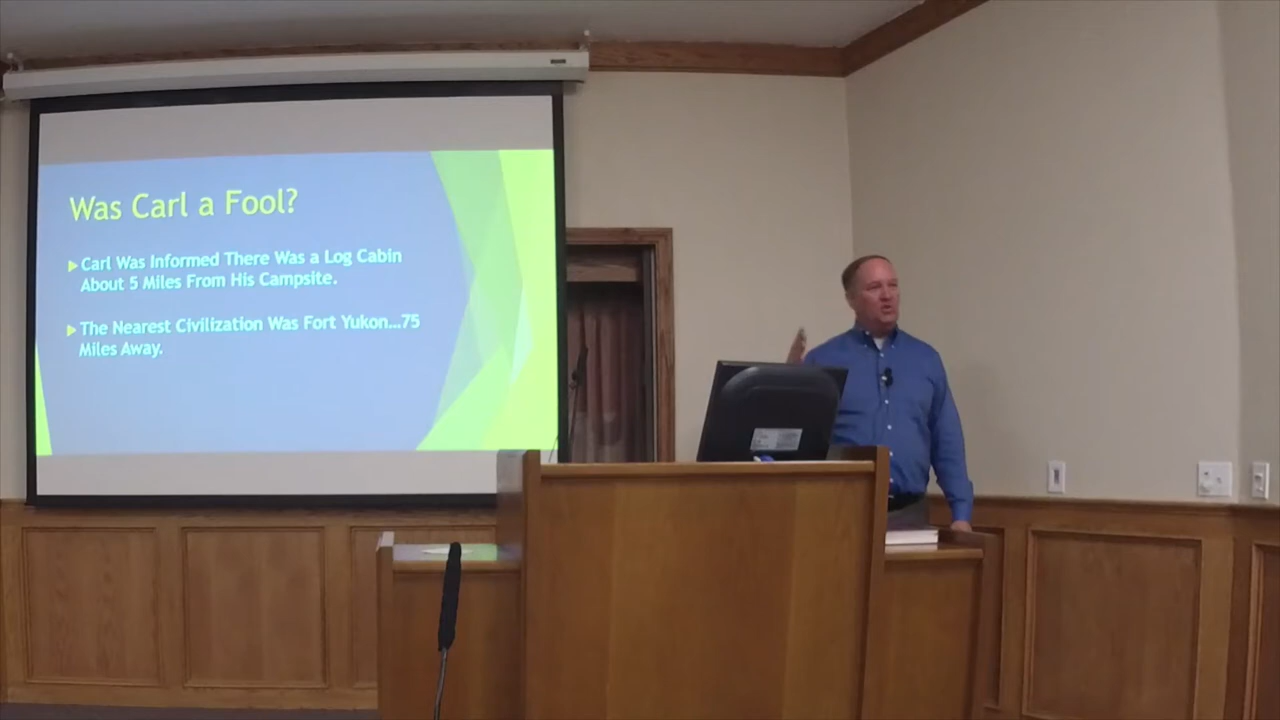 Was Carl a Fool?
Carl Was Informed There Was a Log Cabin
About 5 Miles From His Campsite.
The Nearest Civilization Was Fort Yukon...75
Miles Away.